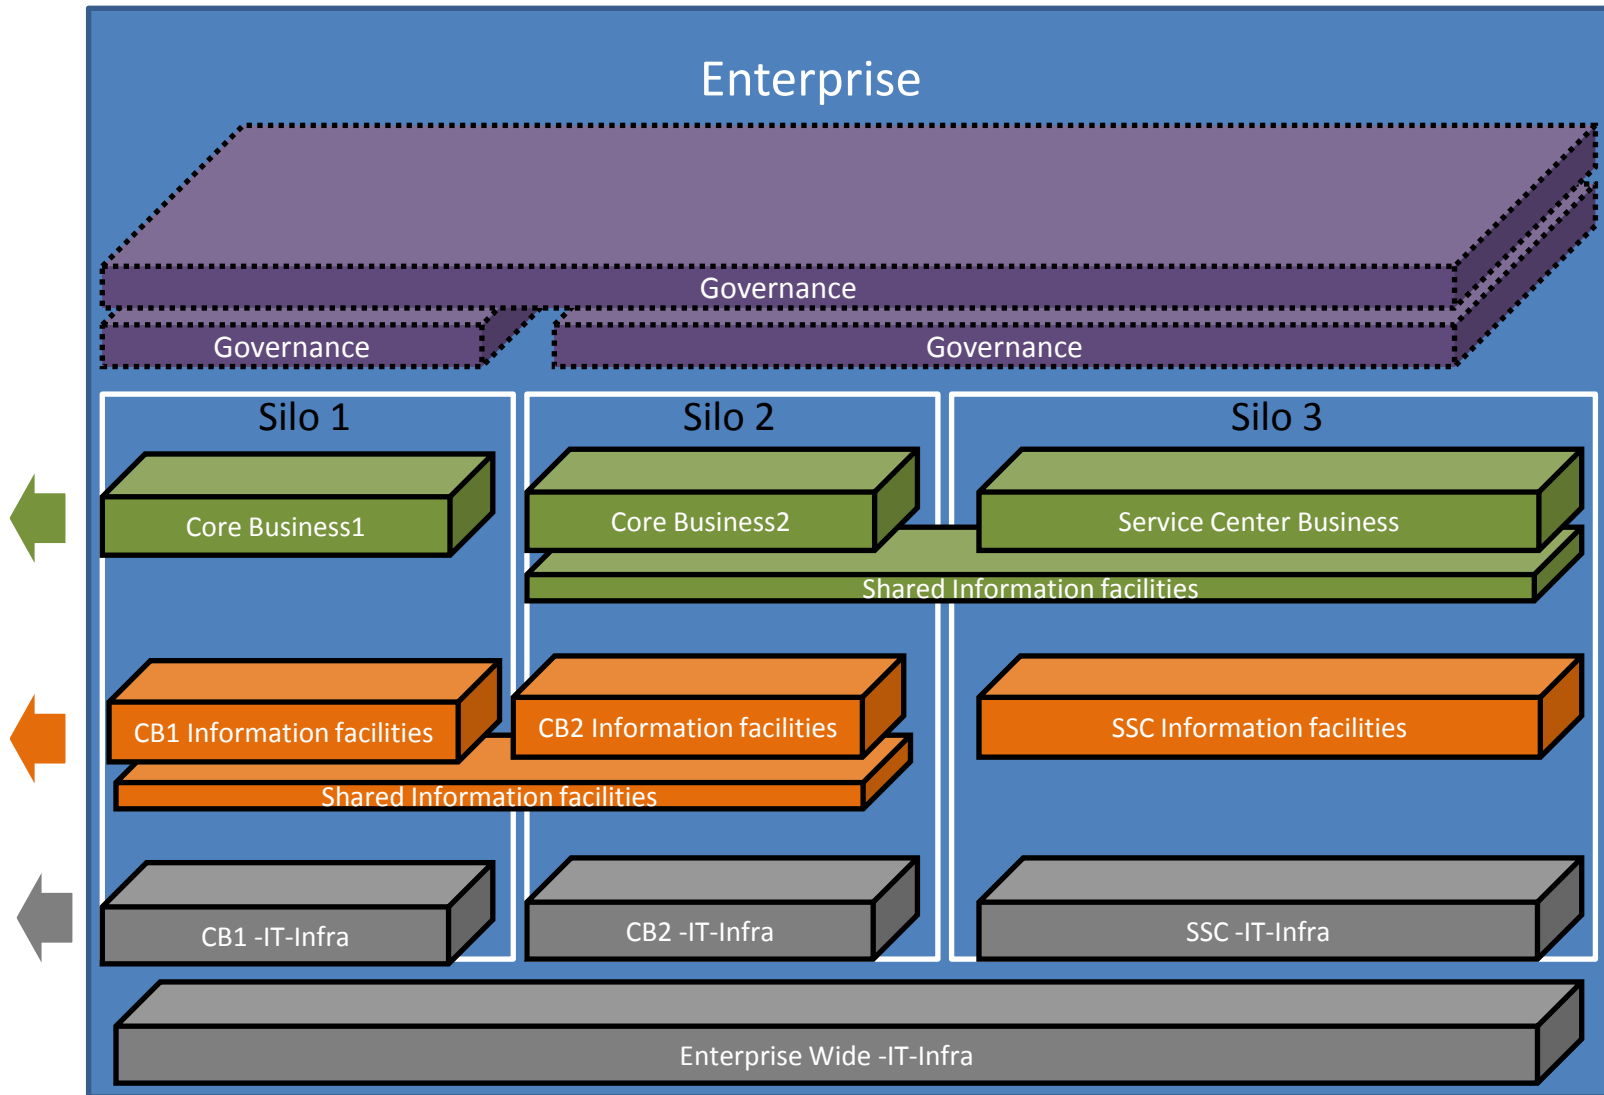 Enterprise
Governance
Governance
Governance
Silo 1
Silo 2
Silo 3
Core Business1
Core Business2
Service Center Business
Shared Information facilities
CB1 Information facilities
CB2 Information facilities
SSC Information facilities
Shared Information facilities
CB1 -IT-Infra
CB2 -IT-Infra
SSC -IT-Infra
Enterprise Wide -IT-Infra